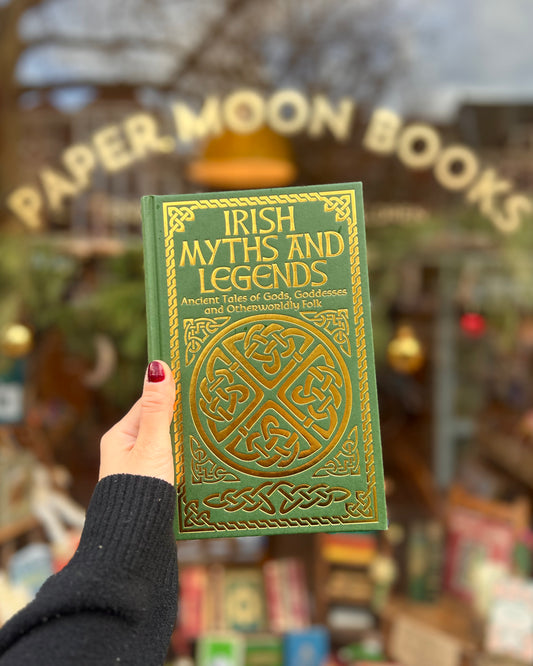 PAPER MOON BOOKS
IRISH
MYTHS AND
LEGENDS
Ancient Tales of Gods, Goddesses
and Otherworldly Folk